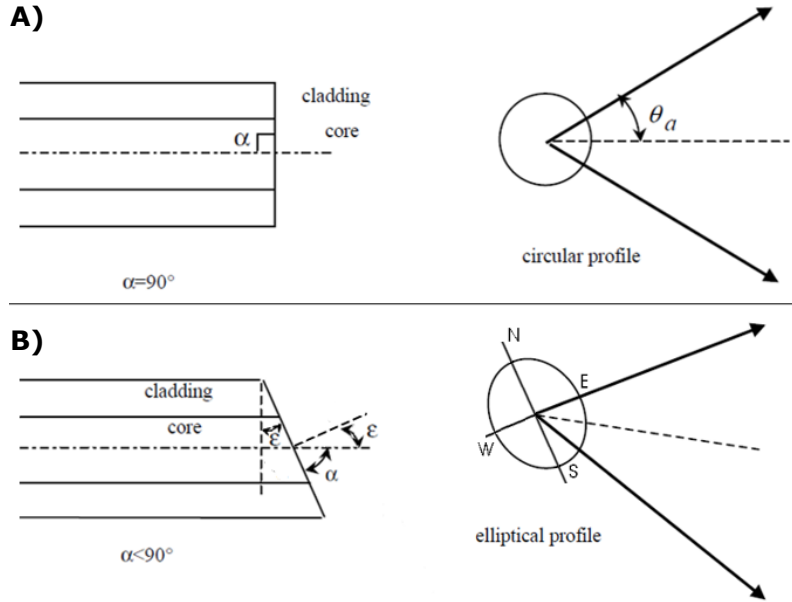 A)
cladding
core
α
θa
circular profile
α=90°
B)
N
cladding
E
core
ε
ε
W
α
S
elliptical profile
α<90°